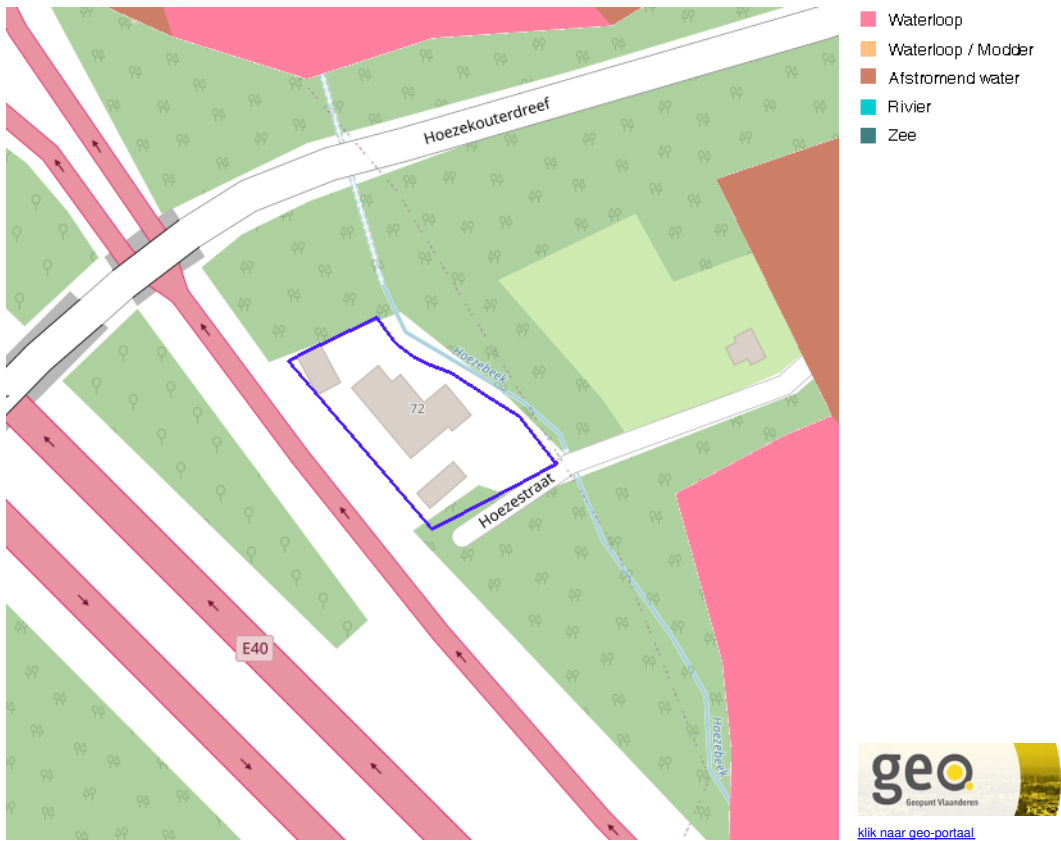 Hoezekouterdreef
Hoezebeek
72
Hoezestraat
E40
Hoezebeek
Waterloop
Waterloop / Modder
Afstromend water
Rivier
Zee
geo.
Geopunt Vlaanderen
klik naar geo-portaal